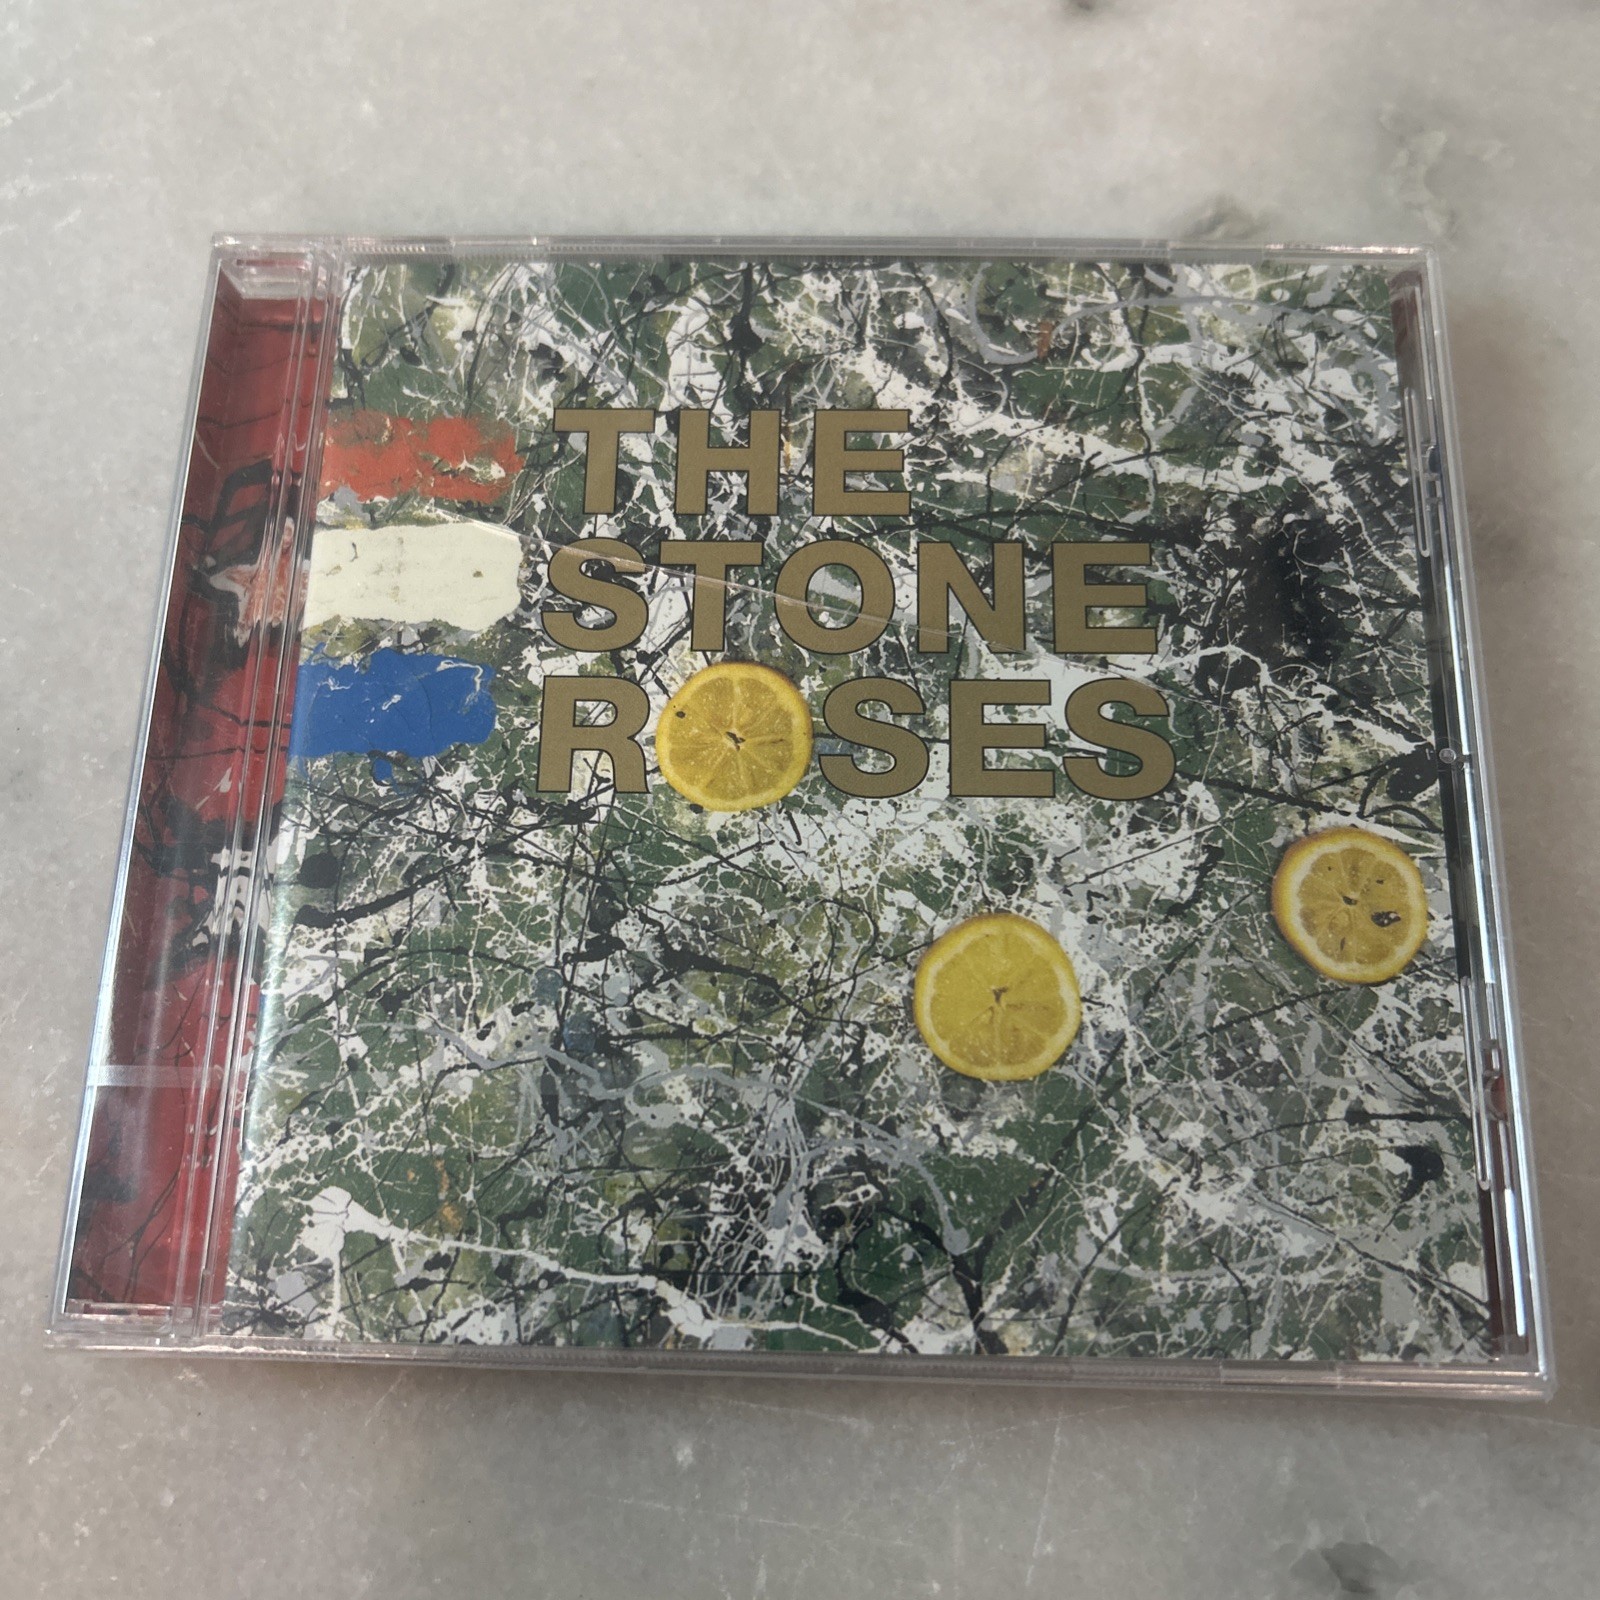 THE
STONE
ROSES